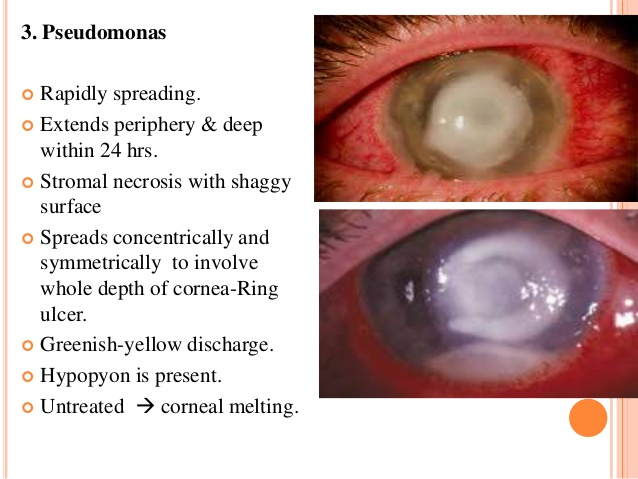 3. Pseudomonas
Rapidly spreading.
Extends periphery & deep
within 24 hrs.
Stromal necrosis with shaggy
surface
Spreads concentrically and
symmetrically to involve
whole depth of cornea-Ring
ulcer.
Greenish-yellow discharge.
Hypopyon is present.
Untreated → corneal melting.